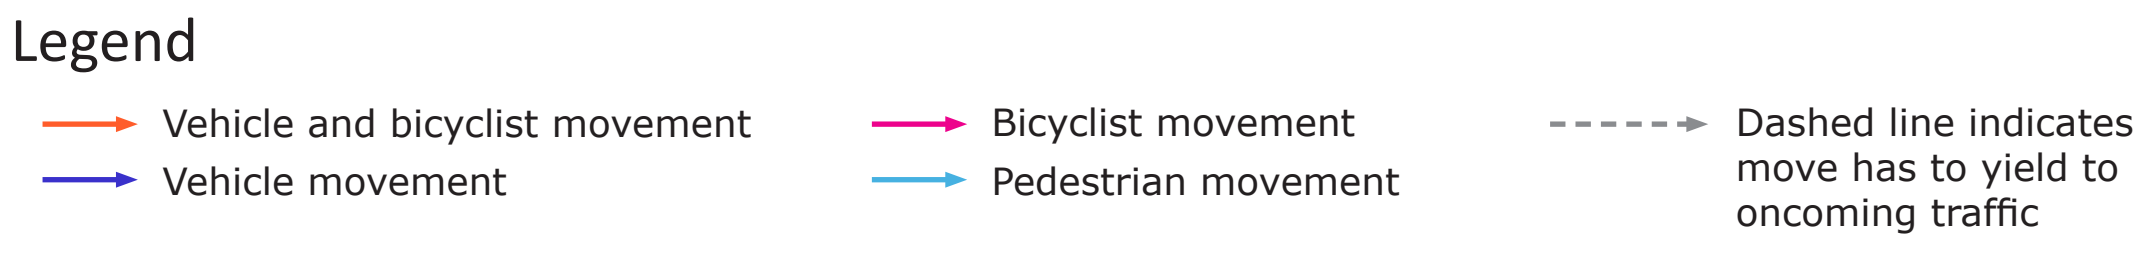 Legend
Vehicle and bicyclist movement
Vehicle movement
Bicyclist movement
Pedestrian movement
Dashed line indicates
move has to yield to
oncoming traffic